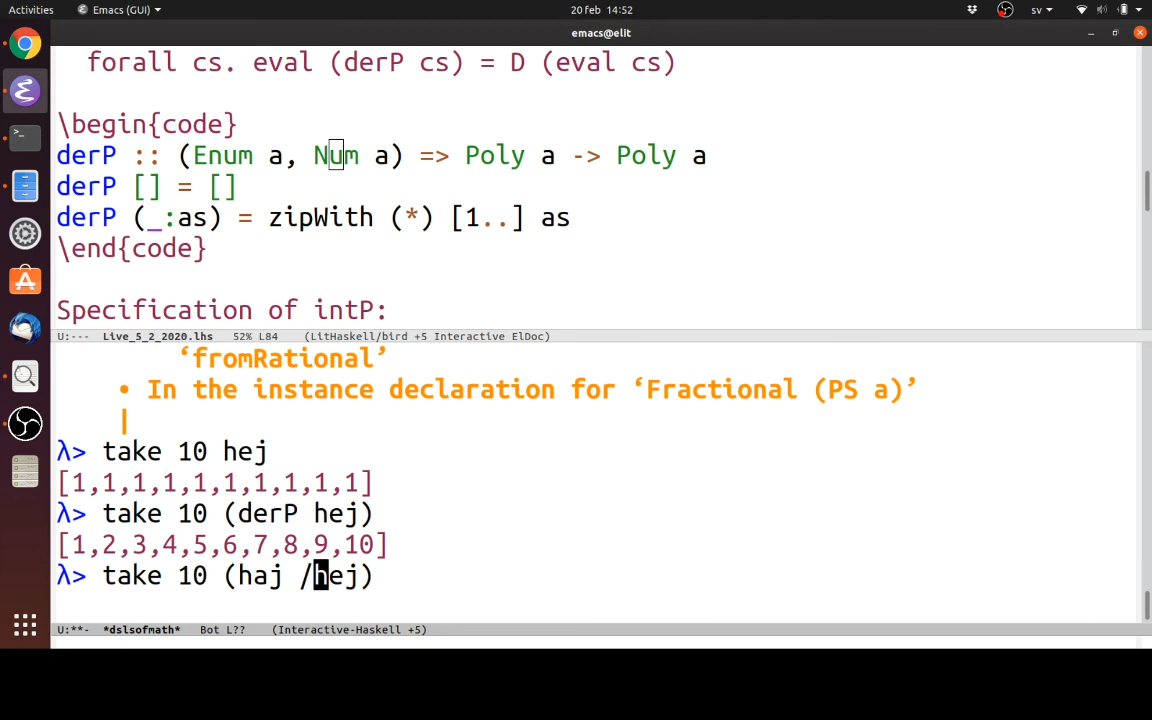 Activities Emacs (GUI) 20 feb 14:52 sv
emacs@elit
forall cs. eval (derP cs) = D (eval cs)
\begin{code}
derP :: (Enum a, Num a) => Poly a -> Poly a
derP [] = []
derP (_:as) = zipWith (*) [1..] as
\end{code}
Specification of intP:
U:--- Live_5_2_2020.lhs 52% L84 (LitHaskell/bird +5 Interactive ElDoc)
‘fromRational’
• In the instance declaration for ‘Fractional (PS a)’
|
λ> take 10 hej
[1,1,1,1,1,1,1,1,1,1]
λ> take 10 (derP hej)
[1,2,3,4,5,6,7,8,9,10]
λ> take 10 (haj /hej)
U:**- *dslsofmath* Bot L?? (Interactive-Haskell +5)